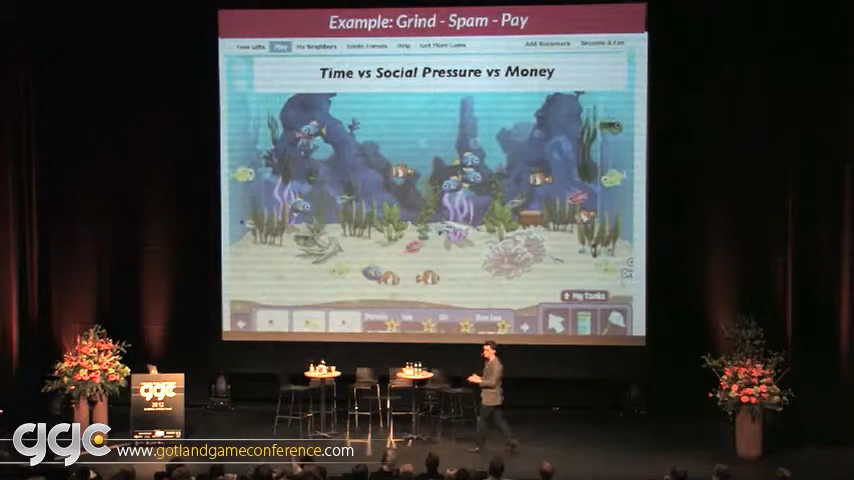 Example: Grind - Spam - Pay
Free Gifts Play My Neighbors Invite Friends Help Get More Coins Add Bookmark Become A Fan
Time vs Social Pressure vs Money
My Tanks
ggc
2012
ggc www.gotlandgameconference.com